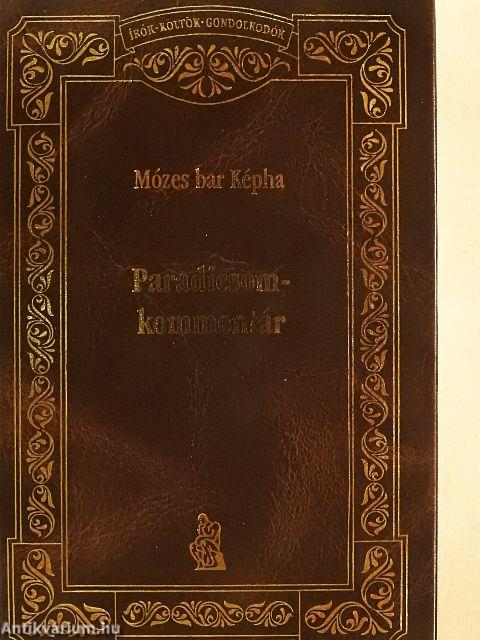 ÍRÓK · KÖLTŐK · GONDOLKODÓK
Mózes bar Képha
Paradicsom-
kommentár
Antikvarium.hu